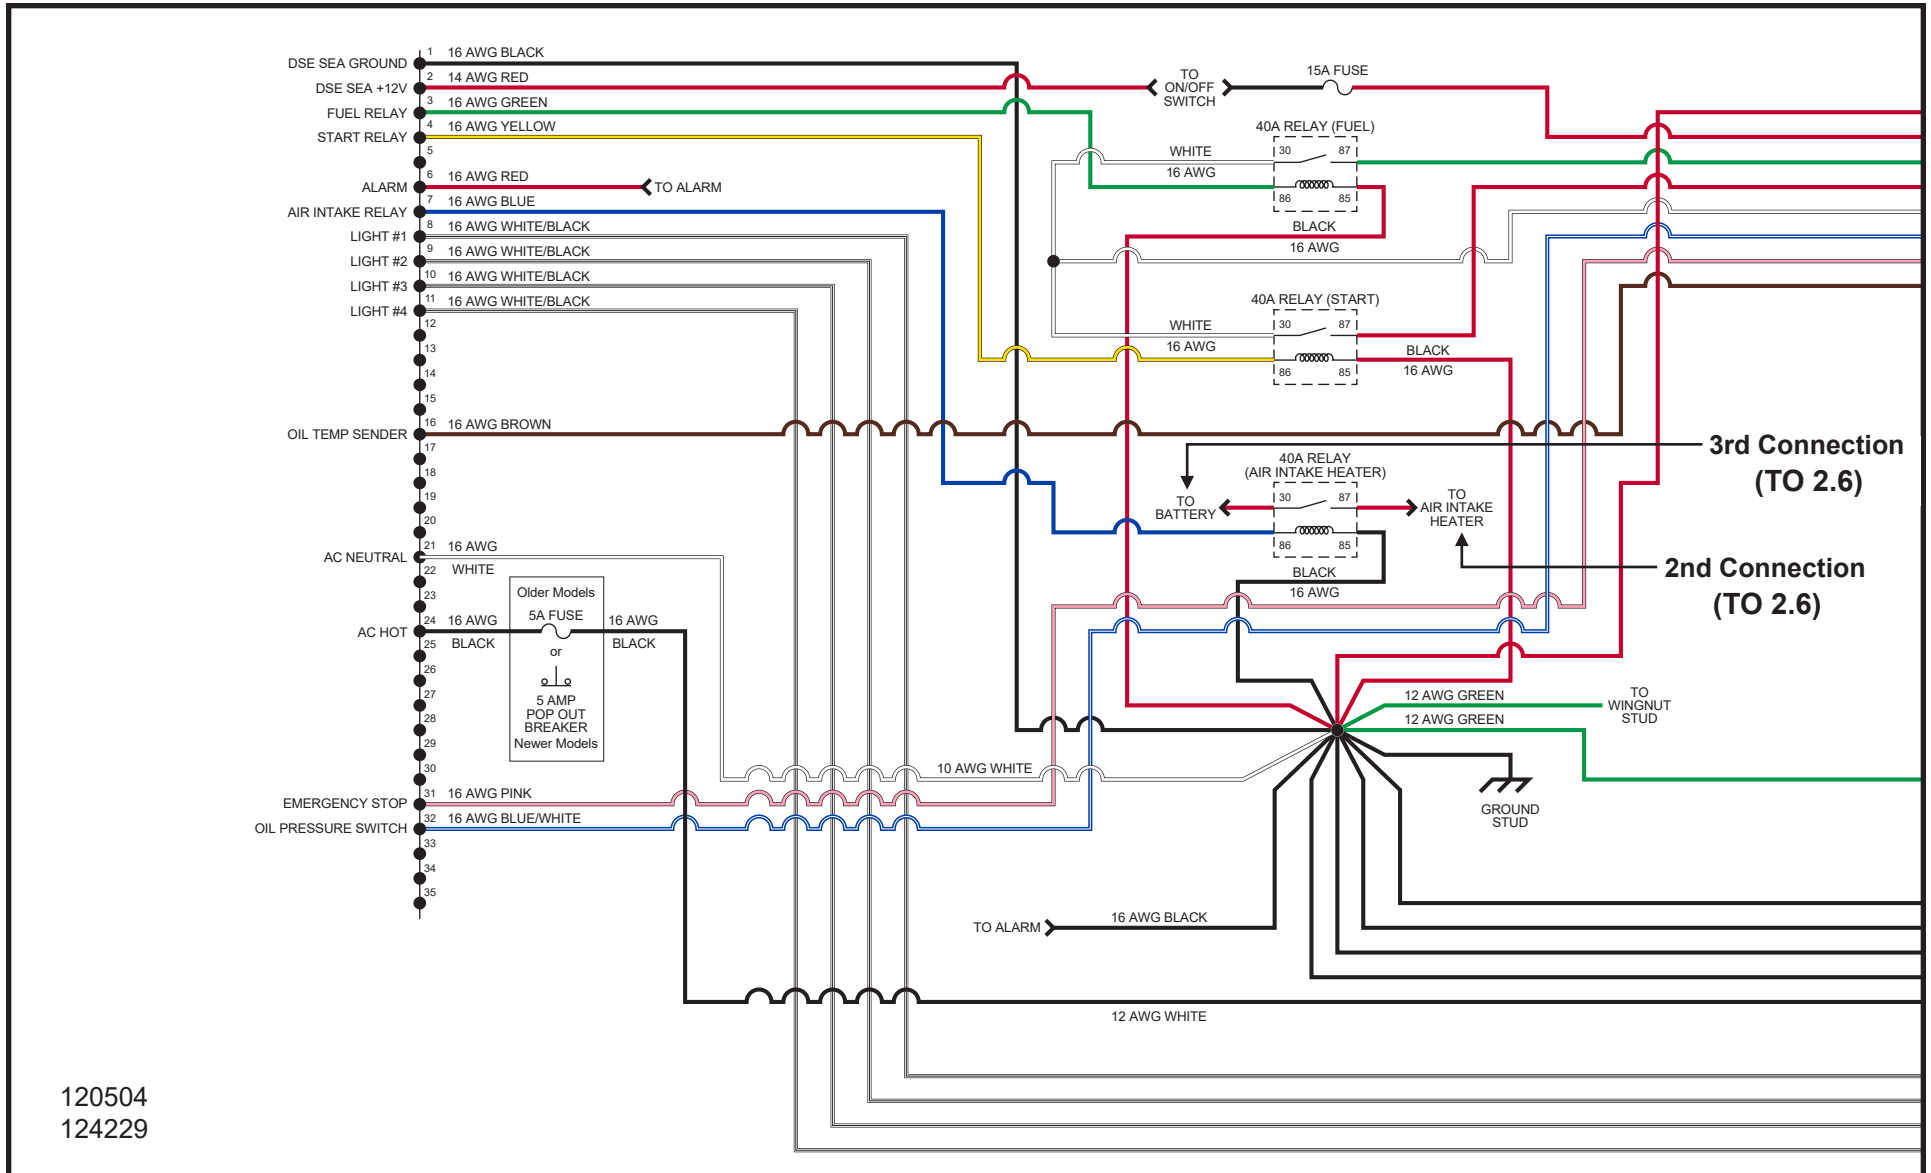 DSE SEA GROUND 1 16 AWG BLACK
DSE SEA +12V 2 14 AWG RED
FUEL RELAY 3 16 AWG GREEN
START RELAY 4 16 AWG YELLOW
5
ALARM 6 16 AWG RED
TO ALARM
AIR INTAKE RELAY 7 16 AWG BLUE
LIGHT #1 8 16 AWG WHITE/BLACK
LIGHT #2 9 16 AWG WHITE/BLACK
LIGHT #3 10 16 AWG WHITE/BLACK
LIGHT #4 11 16 AWG WHITE/BLACK
12
13
14
15
OIL TEMP SENDER 16 16 AWG BROWN
17
18
19
20
AC NEUTRAL 21 16 AWG
WHITE
22
23
AC HOT 24 16 AWG
BLACK
25
26
27
28
29
30
EMERGENCY STOP 31 16 AWG PINK
OIL PRESSURE SWITCH 32 16 AWG BLUE/WHITE
33
34
35
Older Models
5A FUSE
or
5 AMP
POP OUT
BREAKER
Newer Models
16 AWG
BLACK
TO
ON/OFF
SWITCH
15A FUSE
40A RELAY (FUEL)
WHITE
16 AWG
30 87
86 85
BLACK
16 AWG
40A RELAY (START)
WHITE
16 AWG
30 87
86 85
BLACK
16 AWG
40A RELAY
(AIR INTAKE HEATER)
30 87
86 85
TO
BATTERY
TO
AIR INTAKE
HEATER
BLACK
16 AWG
3rd Connection
(TO 2.6)
2nd Connection
(TO 2.6)
12 AWG GREEN
TO
WINGNUT
STUD
12 AWG GREEN
10 AWG WHITE
GROUND
STUD
TO ALARM
16 AWG BLACK
12 AWG WHITE
120504
124229